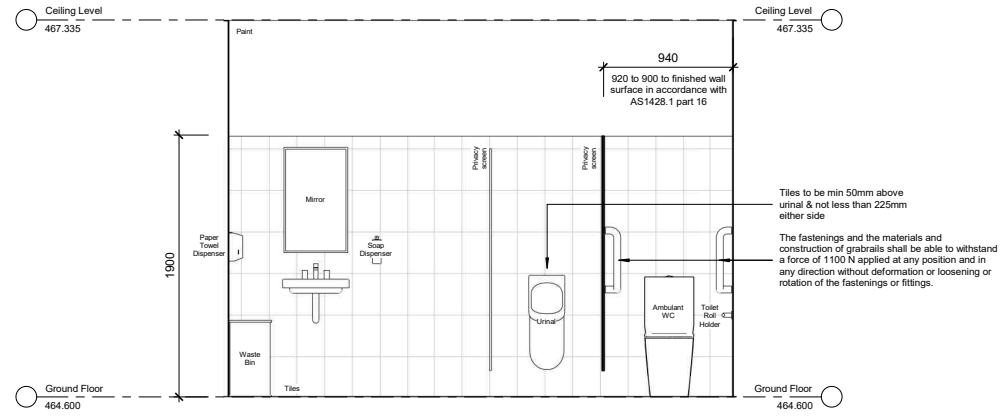 Ceiling Level
467.335
Ceiling Level
467.335
Paint
940
920 to 900 to finished wall
surface in accordance with
AS1428.1 part 16
Privacy
screen
Privacy
screen
Mirror
Tiles to be min 50mm above
urinal & not less than 225mm
either side
Paper
Towel
Dispenser
Soap
Dispenser
1900
The fastenings and the materials and
construction of grabrails shall be able to withstand
a force of 1100 N applied at any position and in
any direction without deformation or loosening or
rotation of the fastenings or fittings.
Urinal
Ambulant
WC
Toilet
Roll
Holder
Waste
Bin
Tiles
Ground Floor
464.600
Ground Floor
464.600